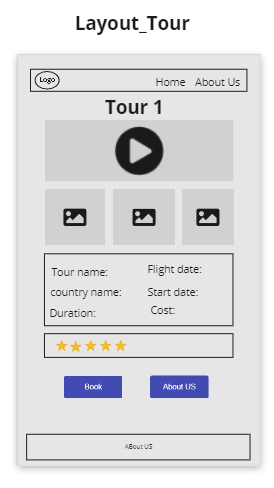 Layout_Tour
Logo
Home About Us
Tour 1
Tour name: Flight date:
country name: Start date:
Duration: Cost:
Book About US
ABout US